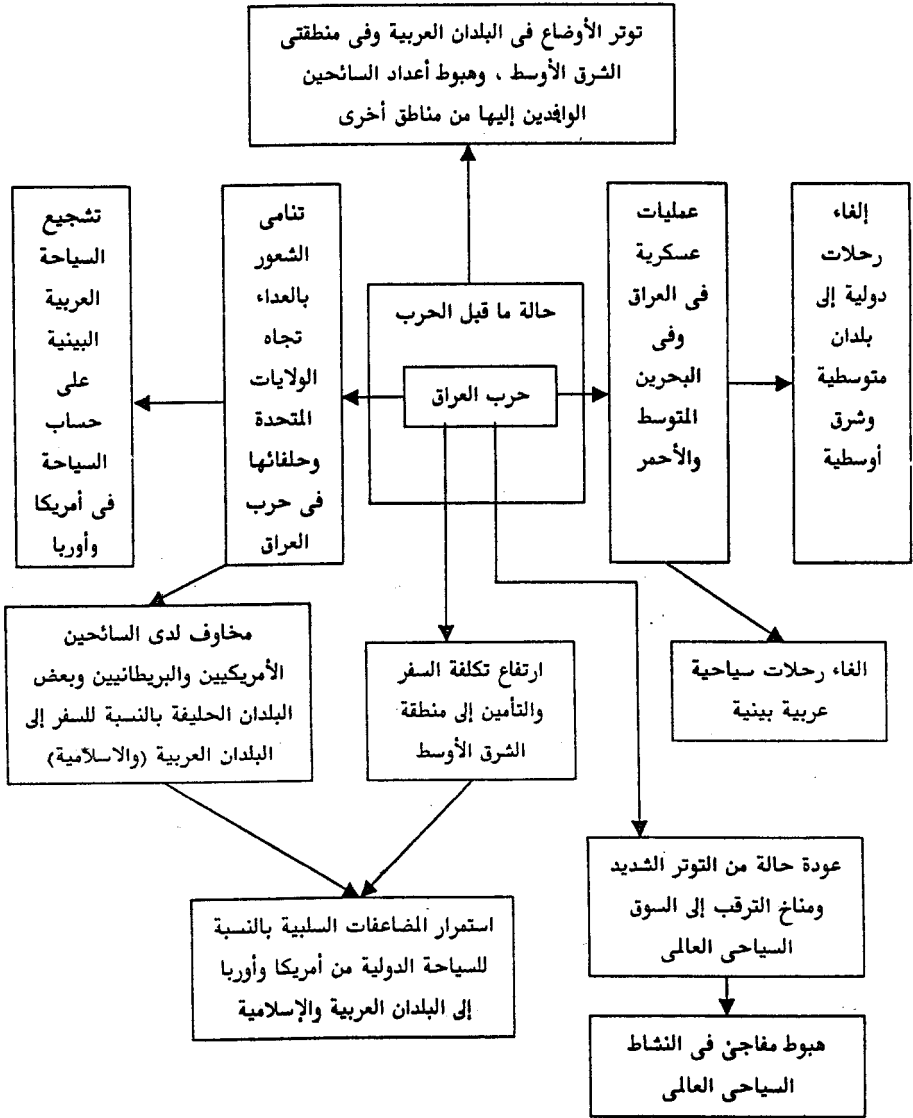 توتر الأوضاع فى البلدان العربية وفى منطقتى
الشرق الأوسط ، وهبوط أعداد السائحين
الوافدين إليها من مناطق أخرى
إلغاء
رحلات
دولية إلى
بلدان
متوسطية
وشرق
أوسطية
عمليات
عسكرية
فى العراق
وفى
البحرين
المتوسط
والأحمر
حالة ما قبل الحرب
حرب العراق
تنامى
الشعور
بالعداء
تجاه
الولايات
المتحدة
وحلفائها
فى حرب
العراق
تشجيع
السياحة
العربية
البينية
على
حساب
السياحة
فى أمريكا
وأوربا
الغاء رحلات سياحية
عربية بينية
ارتفاع تكلفة السفر
والتأمين إلى منطقة
الشرق الأوسط
مخاوف لدى السائحين
الأمريكيين والبريطانيين وبعض
البلدان الحليفة بالنسبة للسفر إلى
البلدان العربية (والاسلامية)
عودة حالة من التوتر الشديد
ومناخ الترقب إلى السوق
السياحى العالمى
استمرار المضاعفات السلبية بالنسبة
للسياحة الدولية من أمريكا وأوربا
إلى البلدان العربية والإسلامية
هبوط مفاجئ فى النشاط
السياحى العالمى